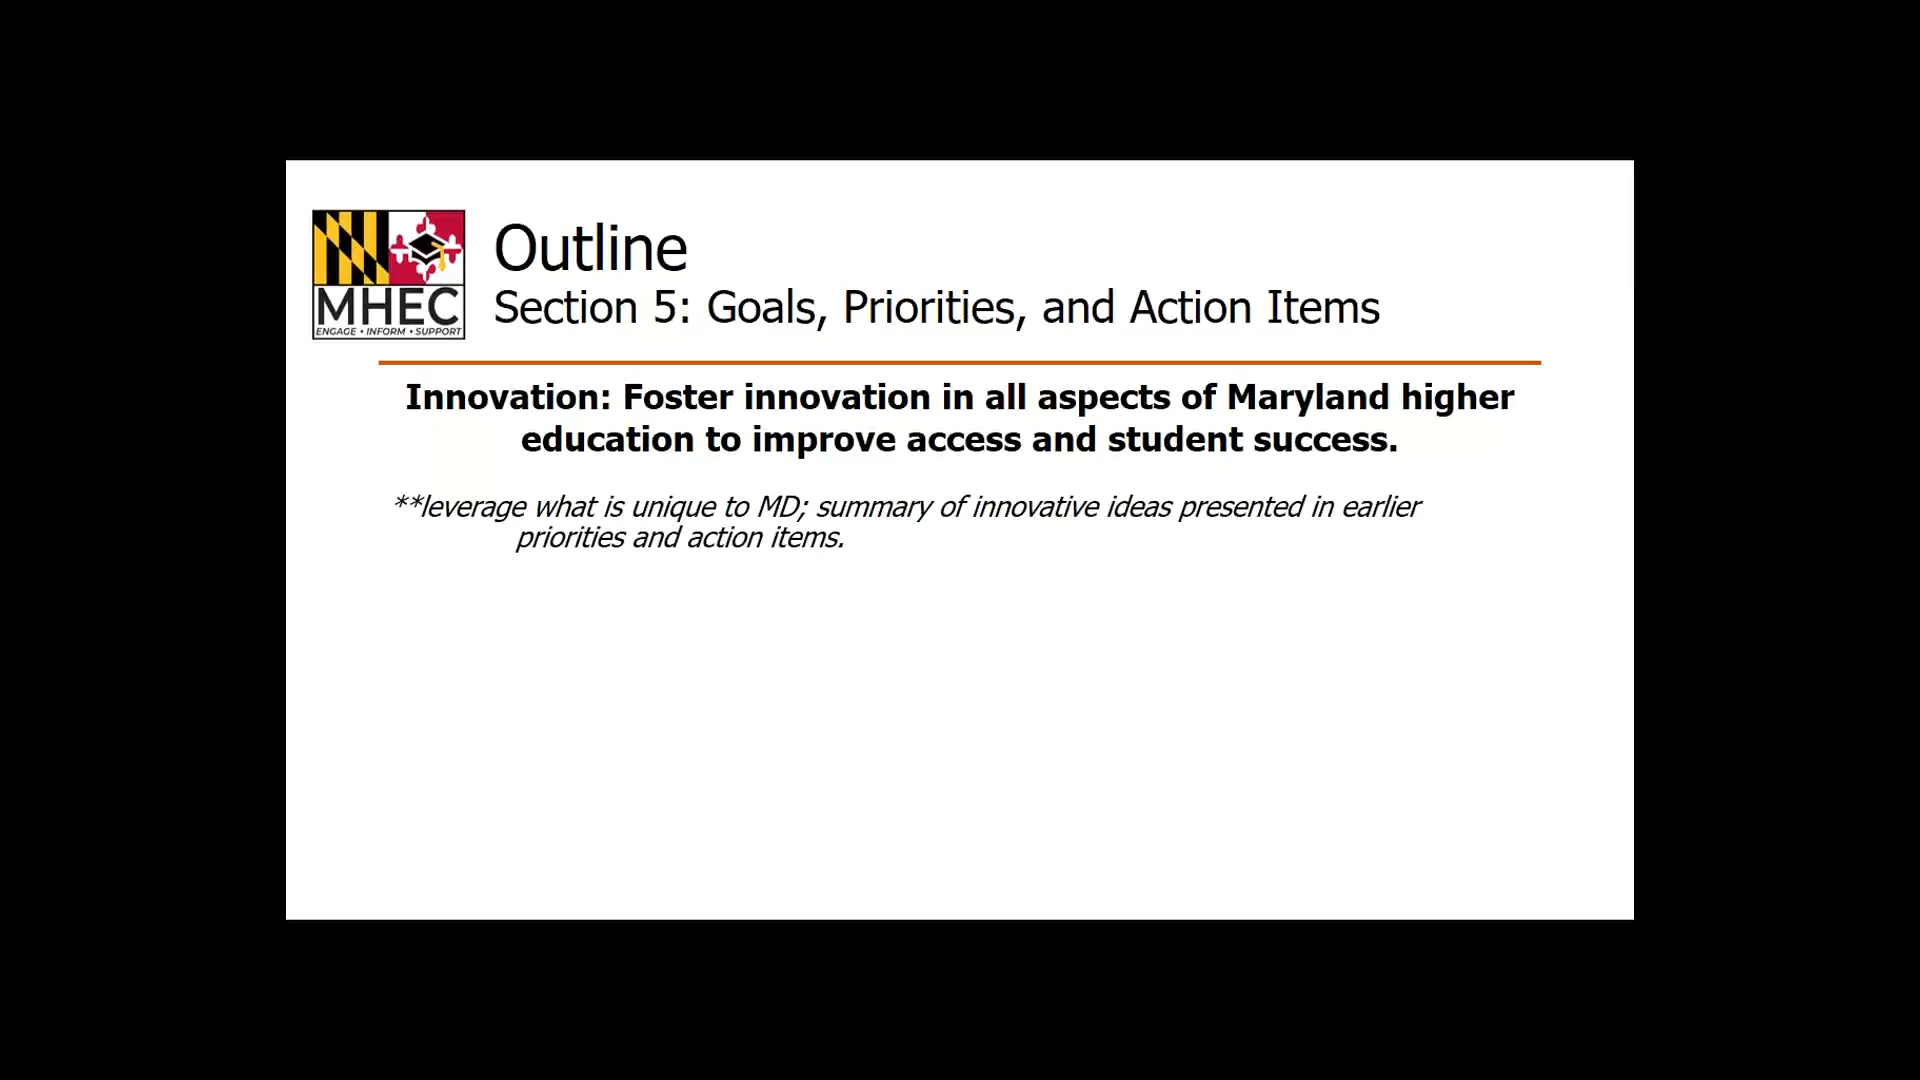 MHEC
ENGAGE • INFORM • SUPPORT
Outline
Section 5: Goals, Priorities, and Action Items
Innovation: Foster innovation in all aspects of Maryland higher
education to improve access and student success.
**leverage what is unique to MD; summary of innovative ideas presented in earlier
priorities and action items.